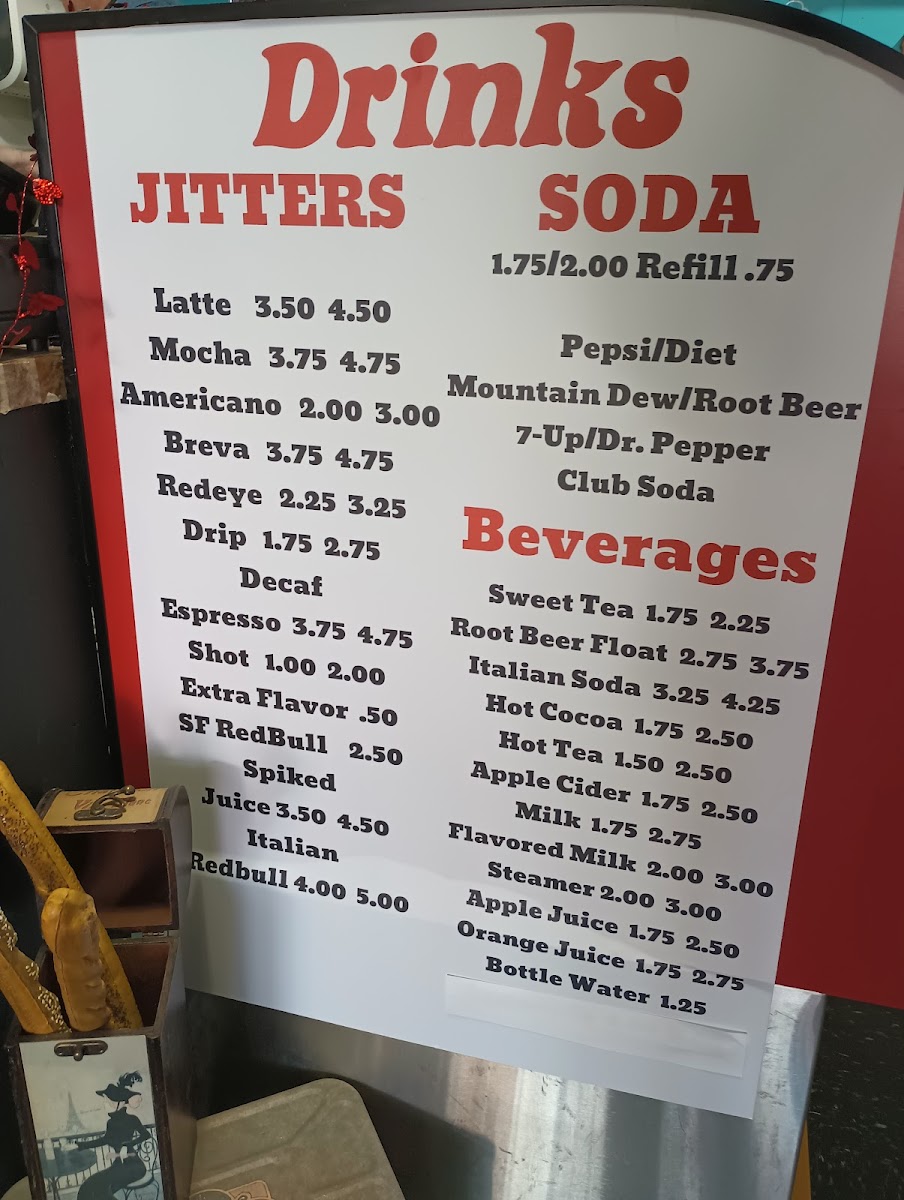 Drinks
JITTERS
Latte 3.50 4.50
Mocha 3.75 4.75
Americano 2.00 3.00
Breva 3.75 4.75
Redeye 2.25 3.25
Drip 1.75 2.75
Decaf
Espresso 3.75 4.75
Shot 1.00 2.00
Extra Flavor .50
SF RedBull 2.50
Spiked
Juice 3.50 4.50
Italian
Redbull 4.00 5.00
SODA
1.75/2.00 Refill .75
Pepsi/Diet
Mountain Dew/Root Beer
7-Up/Dr. Pepper
Club Soda
Beverages
Sweet Tea 1.75 2.25
Root Beer Float 2.75 3.75
Italian Soda 3.25 4.25
Hot Cocoa 1.75 2.50
Hot Tea 1.50 2.50
Apple Cider 1.75 2.50
Milk 1.75 2.75
Flavored Milk 2.00 3.00
Steamer 2.00 3.00
Apple Juice 1.75 2.50
Orange Juice 1.75 2.75
Bottle Water 1.25